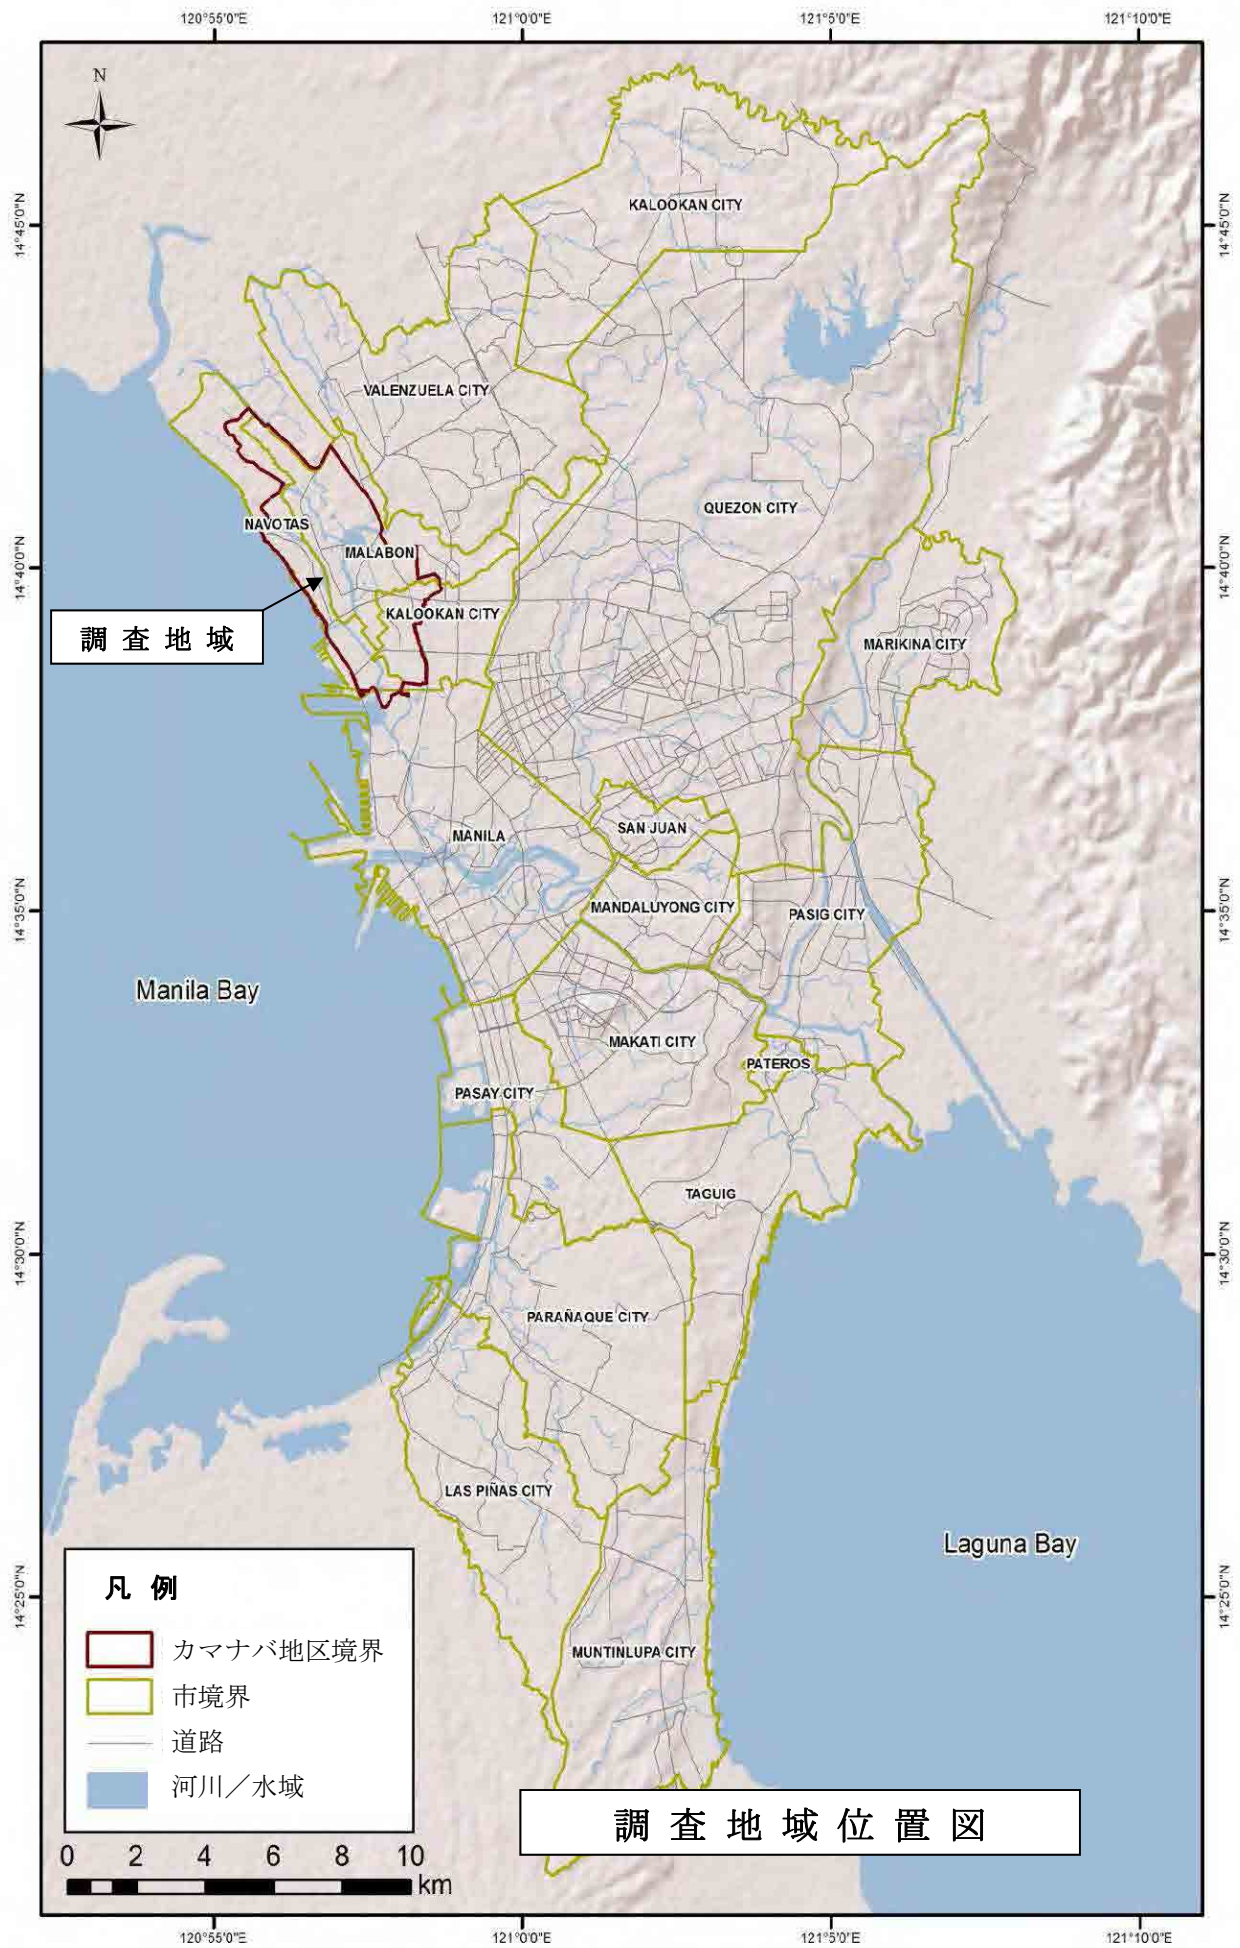 120°55'0"E
121°0'0"E
121°5'0"E
121°10'0"E
N
14°45'0"N
14°45'0"N
KALOOKAN CITY
VALENZUELA CITY
QUEZON CITY
NAVOTAS
MALABON
14°40'0"N
14°40'0"N
KALOOKAN CITY
調 査 地 域
MARIKINA CITY
SAN JUAN
MANILA
MANDALUYONG CITY
PASIG CITY
14°35'0"N
14°35'0"N
Manila Bay
MAKATI CITY
PATEROS
PASAY CITY
TAGUIG
14°30'0"N
14°30'0"N
PARAÑAQUE CITY
LAS PIÑAS CITY
Laguna Bay
14°25'0"N
14°25'0"N
MUNTINLUPA CITY
凡 例
カマナバ地区境界
市境界
道路
河川／水域
調 査 地 域 位 置 図
0 2 4 6 8 10
km
120°55'0"E
121°0'0"E
121°5'0"E
121°10'0"E